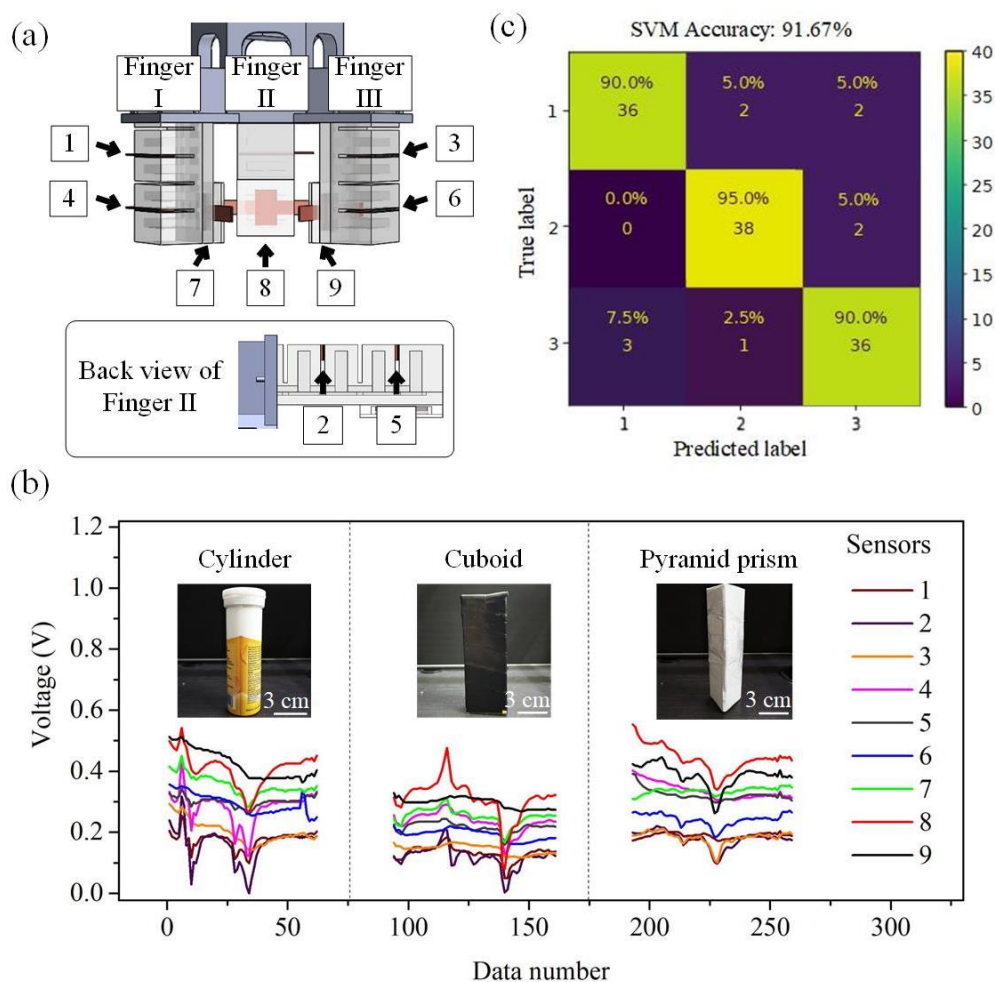 (a)
Finger
I
Finger
II
Finger
III
1
3
4
6
7
8
9
Back view of
Finger II
2
5
(c)
SVM Accuracy: 91.67%
True label
1
2
3
90.0%
36
5.0%
2
5.0%
2
0.0%
0
95.0%
38
5.0%
2
7.5%
3
2.5%
1
90.0%
36
1
2
3
Predicted label
40
35
30
25
20
15
10
5
0
(b)
Voltage (V)
1.2
1.0
0.8
0.6
0.4
0.2
0.0
Cylinder
3 cm
Cuboid
3 cm
Pyramid prism
3 cm
Sensors
1
2
3
4
5
6
7
8
9
0
50
100
150
200
250
300
Data number